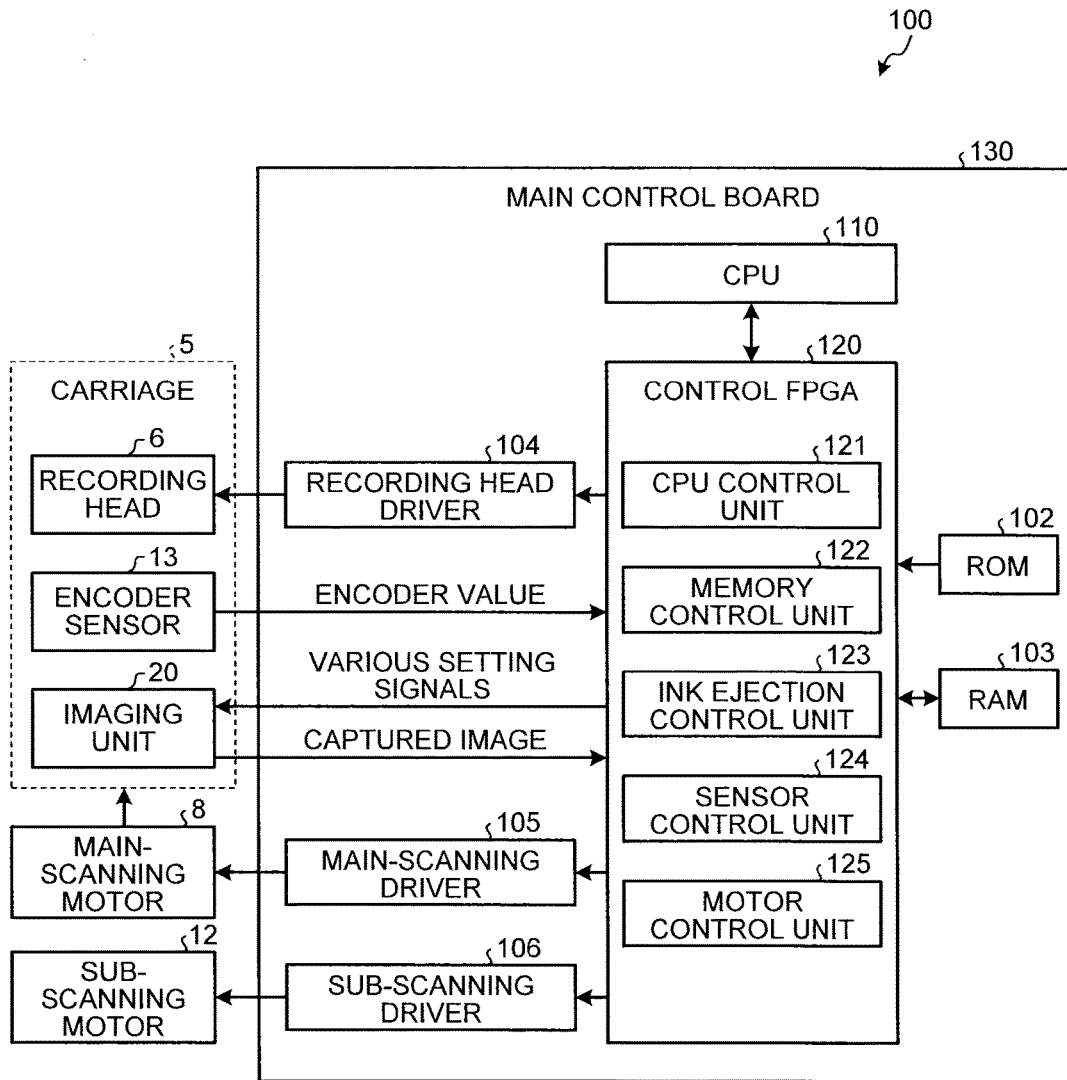 100
130
MAIN CONTROL BOARD
110
CPU
5
120
CARRIAGE
CONTROL FPGA
6
104
121
RECORDING
HEAD
RECORDING HEAD
DRIVER
CPU CONTROL
UNIT
102
ROM
13
122
ENCODER
SENSOR
ENCODER VALUE
MEMORY
CONTROL UNIT
VARIOUS SETTING
SIGNALS
20
123
103
IMAGING
UNIT
INK EJECTION
CONTROL UNIT
RAM
CAPTURED IMAGE
124
SENSOR
CONTROL UNIT
8
105
MAIN-
SCANNING
MOTOR
MAIN-SCANNING
DRIVER
125
MOTOR
CONTROL UNIT
12
106
SUB-
SCANNING
MOTOR
SUB-SCANNING
DRIVER